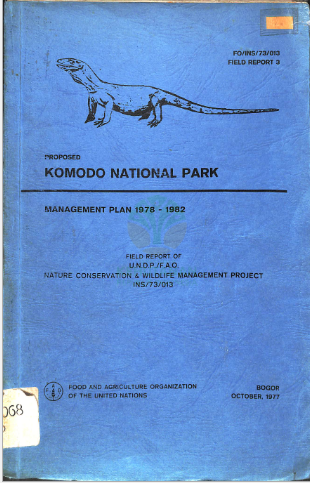 FO/INS/73/013
FIELD REPORT 3
PROPOSED
KOMODO NATIONAL PARK
MANAGEMENT PLAN 1978 - 1982
FIELD REPORT OF
U.N.D.P./F.A.O.
NATURE CONSERVATION & WILDLIFE MANAGEMENT PROJECT
INS/73/013
FOOD AND AGRICULTURE ORGANIZATION
OF THE UNITED NATIONS
BOGOR
OCTOBER, 1977
068